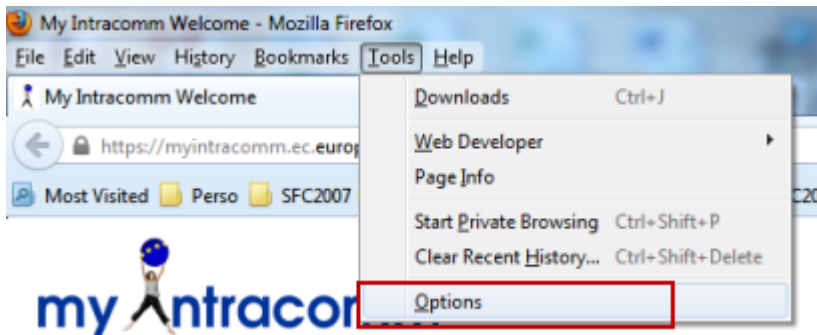 My Intracomm Welcome - Mozilla Firefox
File Edit View History Bookmarks Tools Help
My Intracomm Welcome
Downloads Ctrl+J
https://myintracomm.ec.europ
Web Developer
Page Info
Most Visited Perso SFC2007
Start Private Browsing Ctrl+Shift+P
Clear Recent History... Ctrl+Shift+Delete
my intracom
Options